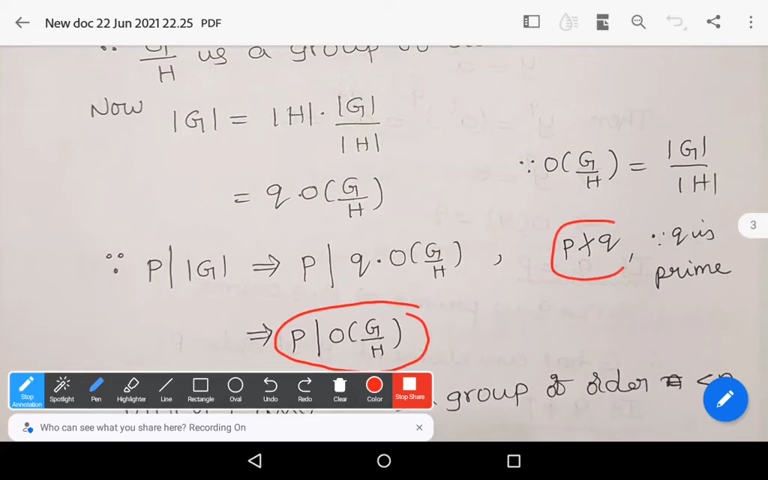 New doc 22 Jun 2021 22.25 PDF
G/H is a group of
Now |G| = |H| · |G|/|H|
∵ O(G/H) = |G|/|H|
= q · O(G/H)
∵ P | |G| ⇒ P | q · O(G/H) , P∤q, ∵ q is prime
⇒ P | O(G/H)
group of order = <n
3
Stop Annotation
Spotlight
Pen
Highlighter
Line
Rectangle
Oval
Undo
Redo
Clear
Color
Stop Share
Who can see what you share here? Recording On